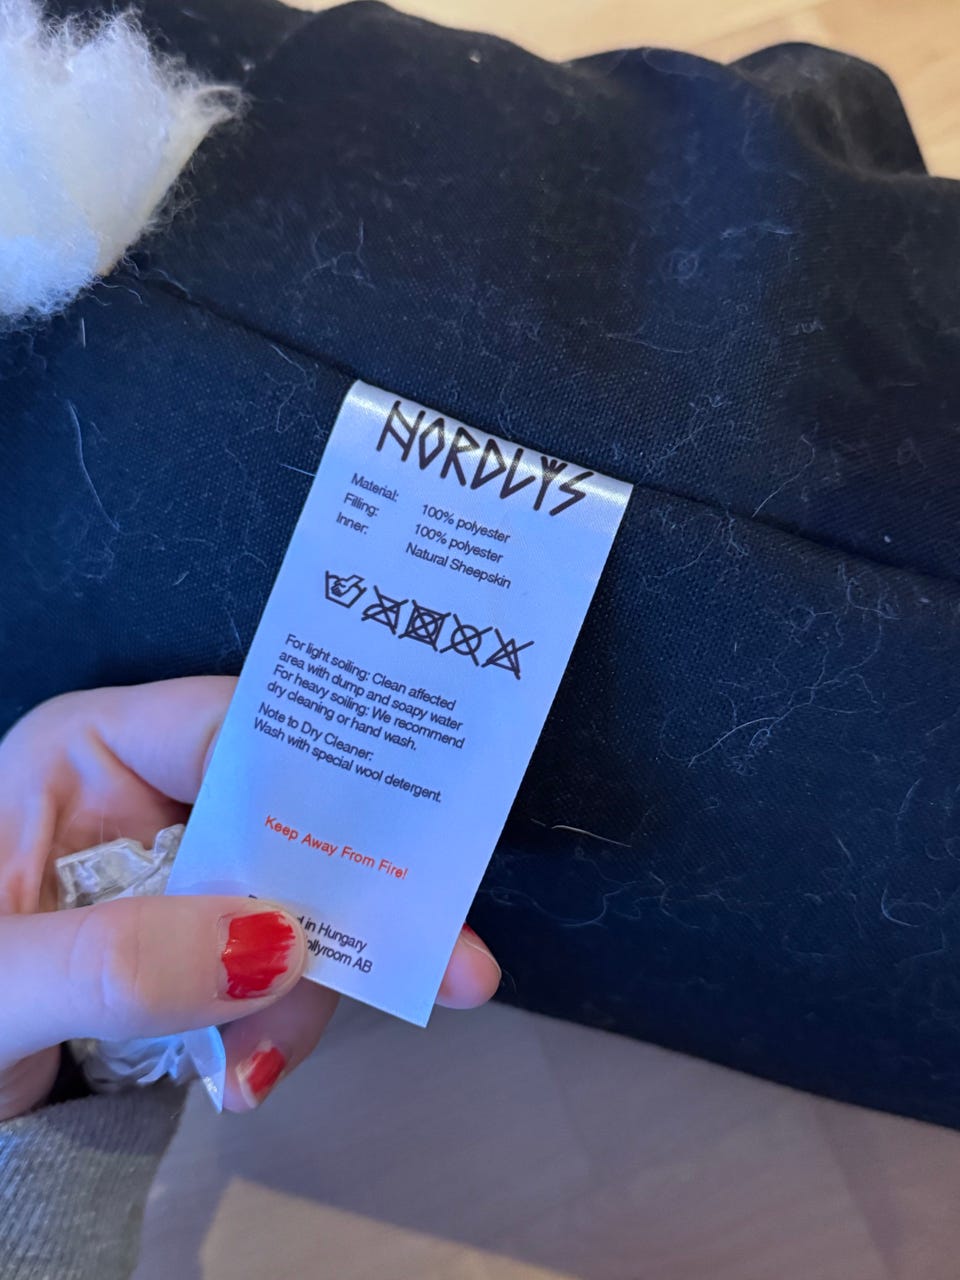 NORDLYS
Material: 100% polyester
Filling: 100% polyester
Inner: Natural Sheepskin
For light soiling: Clean affected
area with dump and soapy water
For heavy soiling: We recommend
dry cleaning or hand wash.
Note to Dry Cleaner:
Wash with special wool detergent.
Keep Away From Fire!
in Hungary
AB